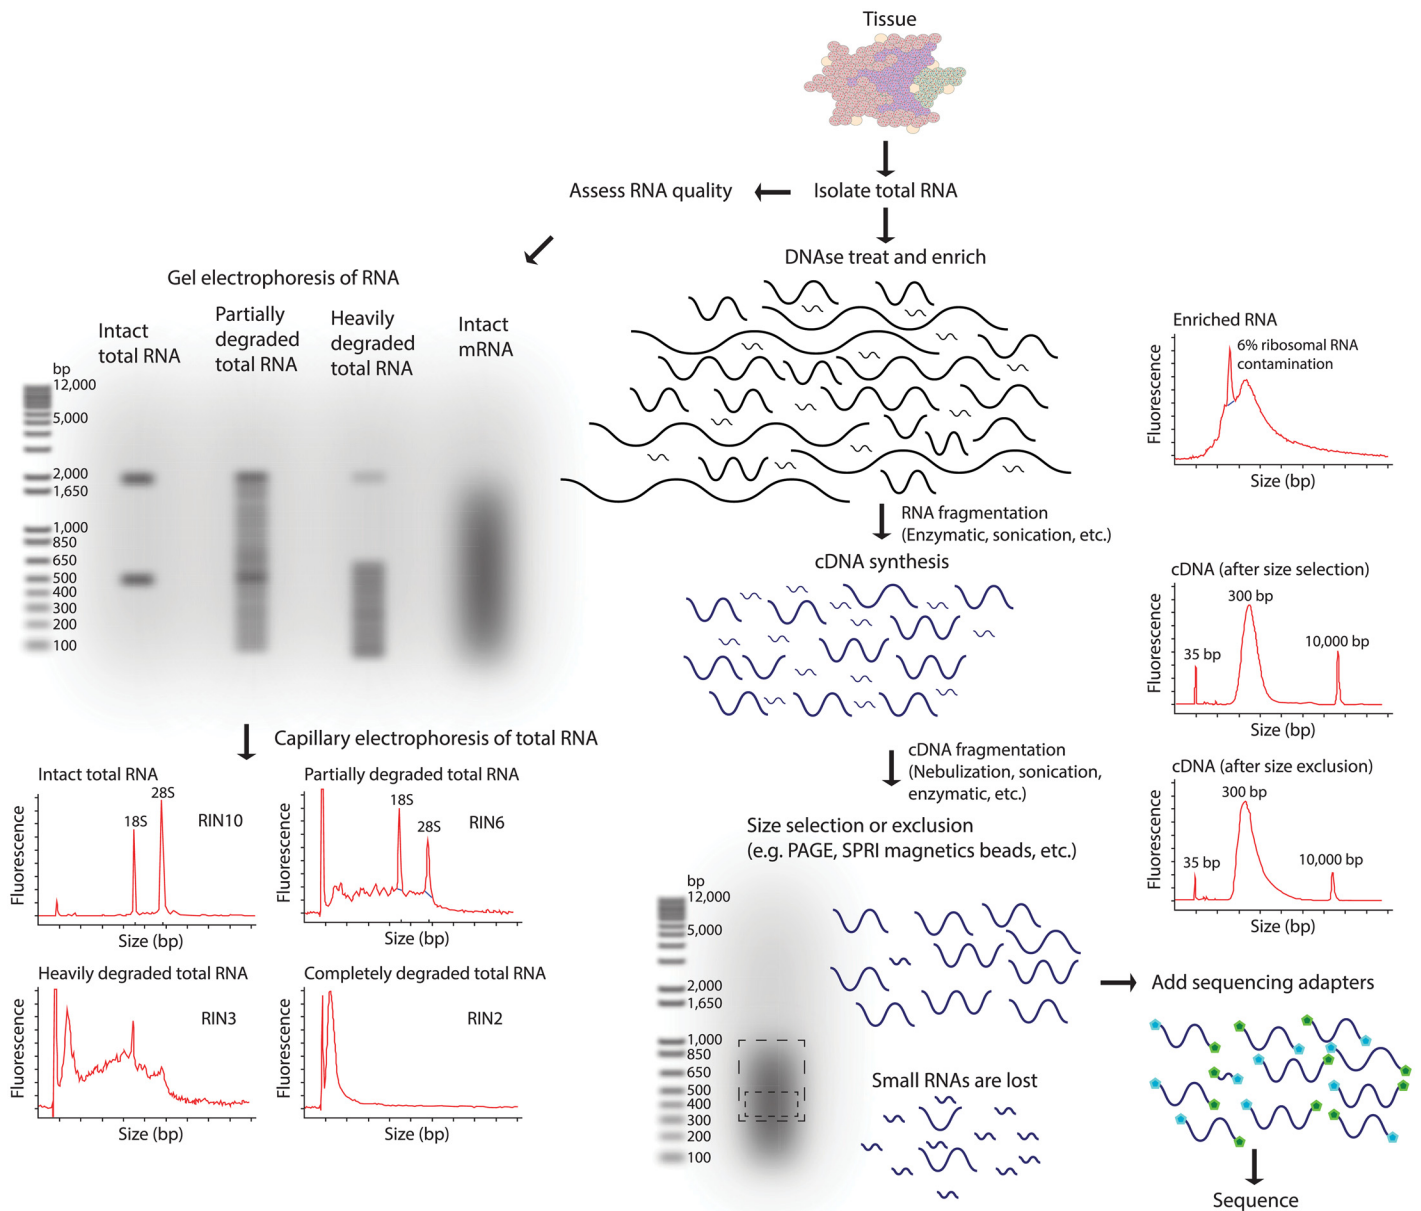 Tissue
Isolate total RNA
Assess RNA quality
DNAse treat and enrich
Gel electrophoresis of RNA
Intact
total RNA
Partially
degraded
total RNA
Heavily
degraded
total RNA
Intact
mRNA
bp
12,000
5,000
2,000
1,650
1,000
850
650
500
400
300
200
100
Enriched RNA
6% ribosomal RNA
contamination
Fluorescence
Size (bp)
RNA fragmentation
(Enzymatic, sonication, etc.)
cDNA synthesis
cDNA (after size selection)
300 bp
35 bp
10,000 bp
Fluorescence
Size (bp)
Capillary electrophoresis of total RNA
Intact total RNA
28S
18S
RIN10
Fluorescence
Size (bp)
Partially degraded total RNA
18S
28S
RIN6
Fluorescence
Size (bp)
Heavily degraded total RNA
RIN3
Fluorescence
Size (bp)
Completely degraded total RNA
RIN2
Fluorescence
Size (bp)
cDNA fragmentation
(Nebulization, sonication,
enzymatic, etc.)
cDNA (after size exclusion)
300 bp
35 bp
10,000 bp
Fluorescence
Size (bp)
Size selection or exclusion
(e.g. PAGE, SPRI magnetics beads, etc.)
bp
12,000
5,000
2,000
1,650
1,000
850
650
500
400
300
200
100
Small RNAs are lost
Add sequencing adapters
Sequence